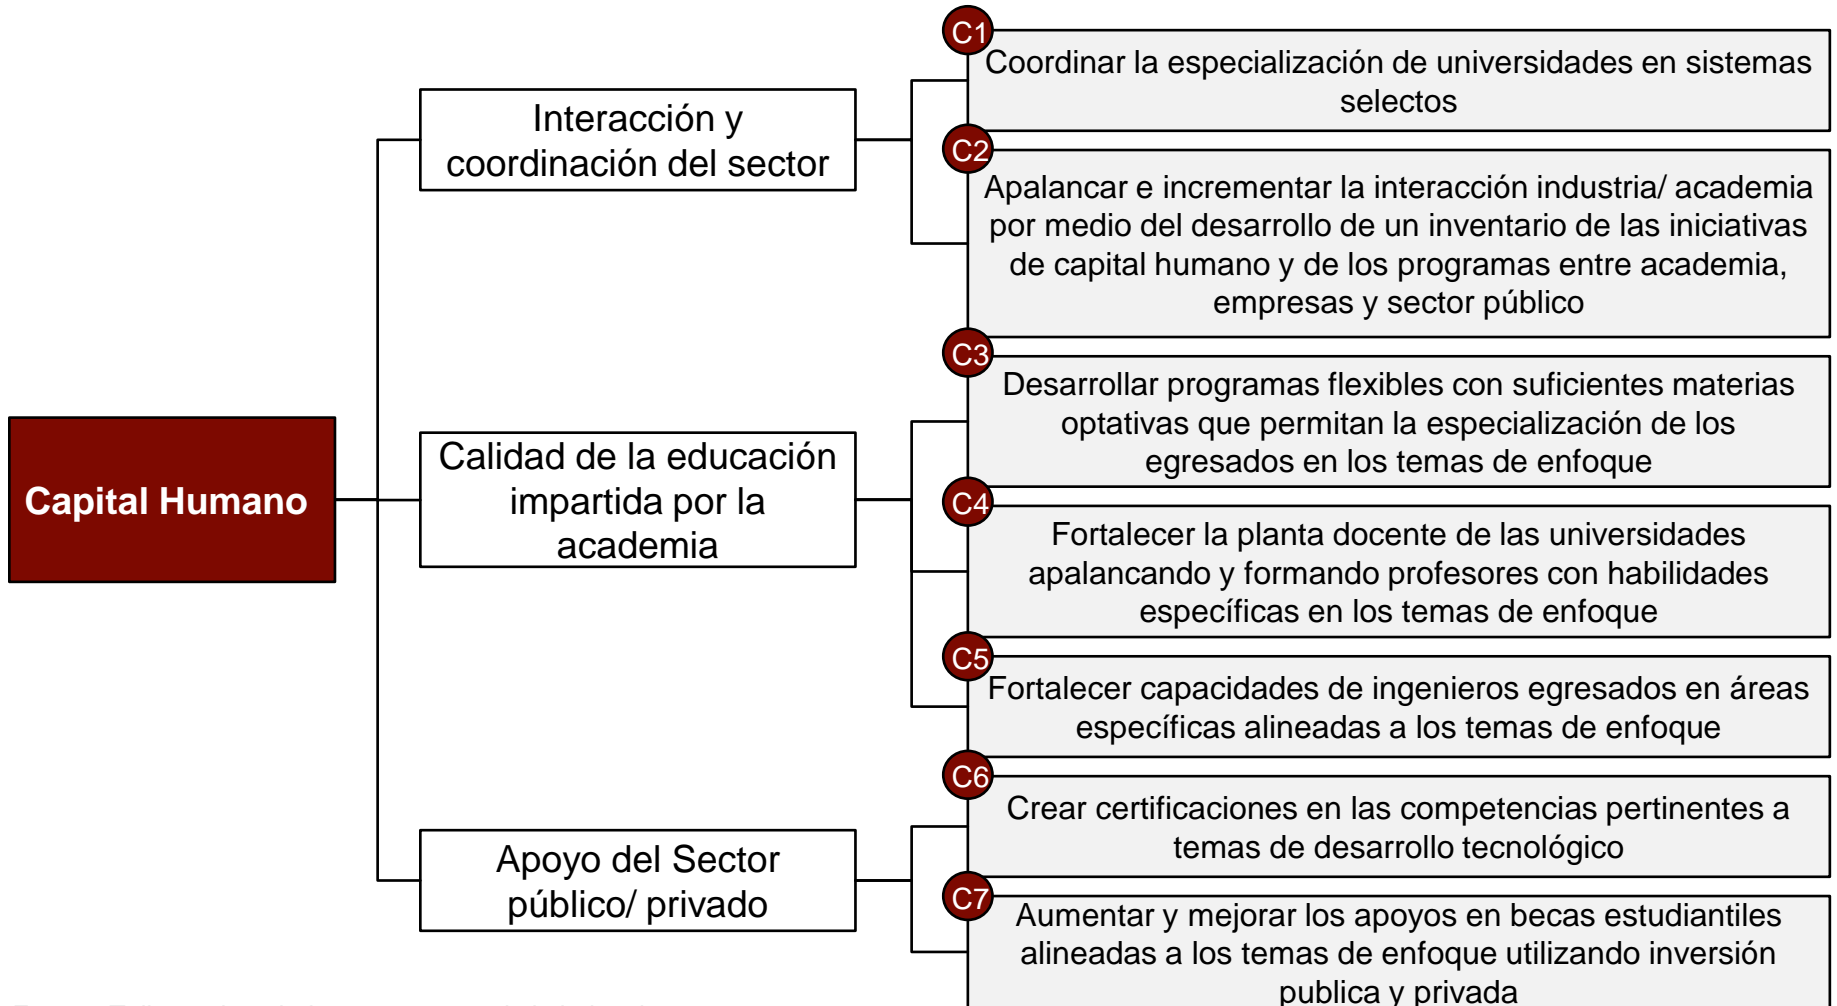 Capital Humano
Interacción y
coordinación del sector
C1
Coordinar la especialización de universidades en sistemas
selectos
C2
Apalancar e incrementar la interacción industria/ academia
por medio del desarrollo de un inventario de las iniciativas
de capital humano y de los programas entre academia,
empresas y sector público
Calidad de la educación
impartida por la
academia
C3
Desarrollar programas flexibles con suficientes materias
optativas que permitan la especialización de los
egresados en los temas de enfoque
C4
Fortalecer la planta docente de las universidades
apalancando y formando profesores con habilidades
específicas en los temas de enfoque
C5
Fortalecer capacidades de ingenieros egresados en áreas
específicas alineadas a los temas de enfoque
Apoyo del Sector
público/ privado
C6
Crear certificaciones en las competencias pertinentes a
temas de desarrollo tecnológico
C7
Aumentar y mejorar los apoyos en becas estudiantiles
alineadas a los temas de enfoque utilizando inversión
publica y privada